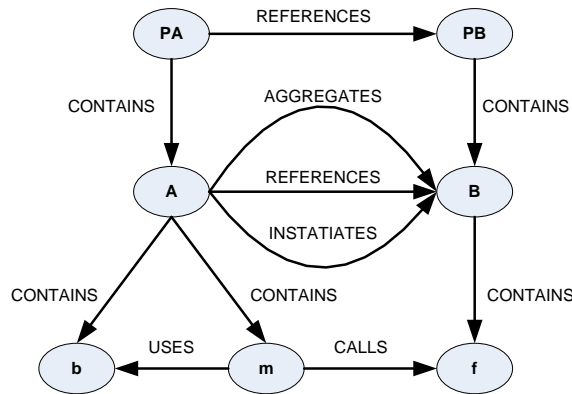 REFERENCES
PA
PB
CONTAINS
CONTAINS
AGGREGATES
A
REFERENCES
B
INSTATIATES
CONTAINS
CONTAINS
CONTAINS
b
USES
m
CALLS
f